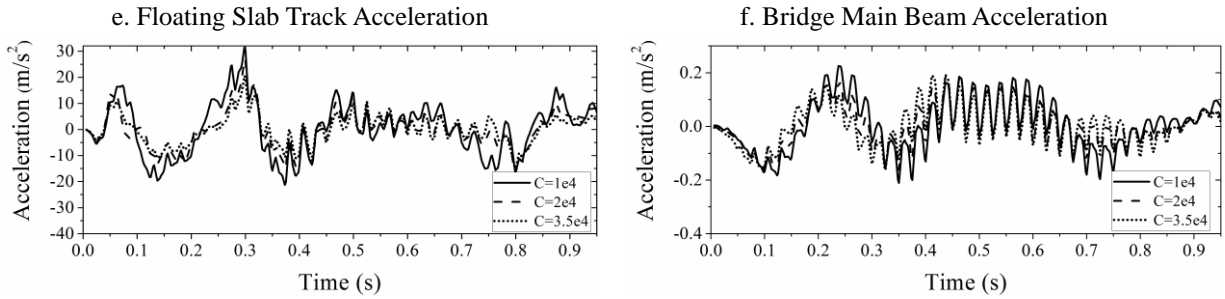 e. Floating Slab Track Acceleration
Acceleration (m/s²)
30
20
10
0
-10
-20
-30
-40
0.0 0.1 0.2 0.3 0.4 0.5 0.6 0.7 0.8 0.9
Time (s)
C=1e4
C=2e4
C=3.5e4
f. Bridge Main Beam Acceleration
Acceleration (m/s²)
0.2
0.0
-0.2
-0.4
0.0 0.1 0.2 0.3 0.4 0.5 0.6 0.7 0.8 0.9
Time (s)
C=1e4
C=2e4
C=3.5e4